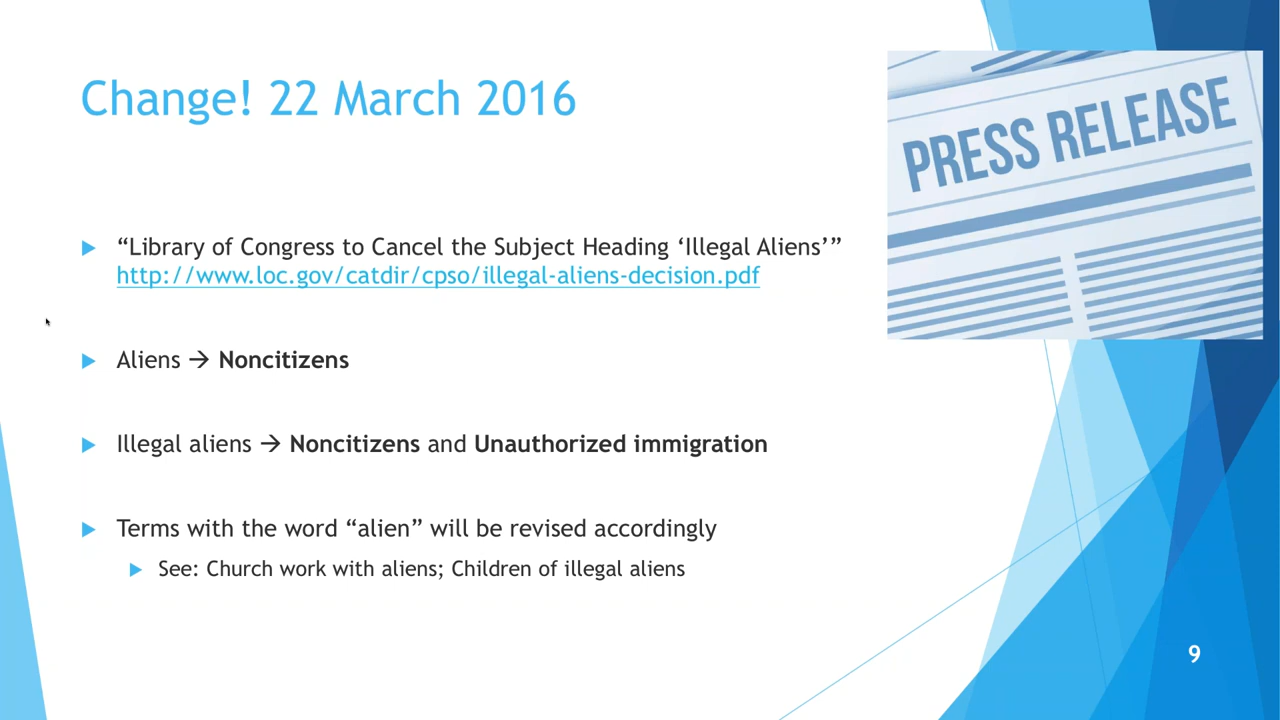 Change! 22 March 2016
PRESS RELEASE
“Library of Congress to Cancel the Subject Heading ‘Illegal Aliens’”
http://www.loc.gov/catdir/cpso/illegal-aliens-decision.pdf
Aliens → Noncitizens
Illegal aliens → Noncitizens and Unauthorized immigration
Terms with the word “alien” will be revised accordingly
See: Church work with aliens; Children of illegal aliens
9